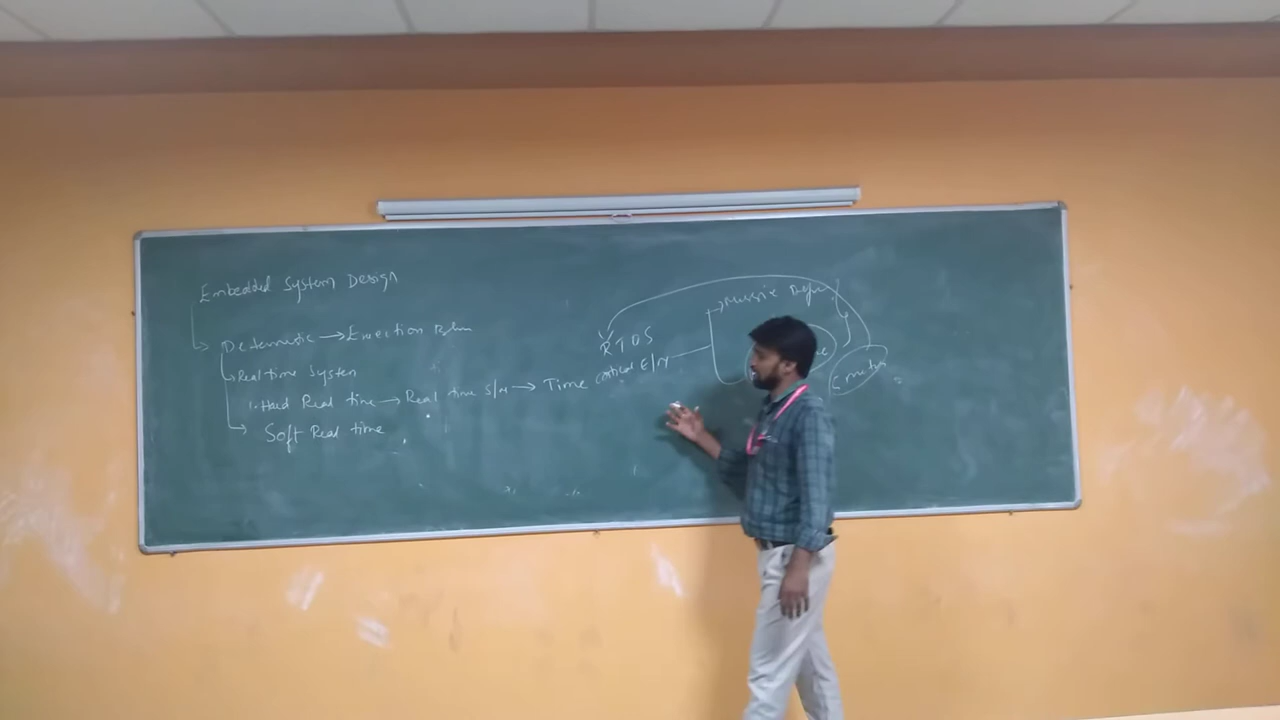 Embedded System Design
Deterministic → Execution
Real time System
1. Hard Real time → Real time S/M → Time critical E/M
Soft Real time
RTOS